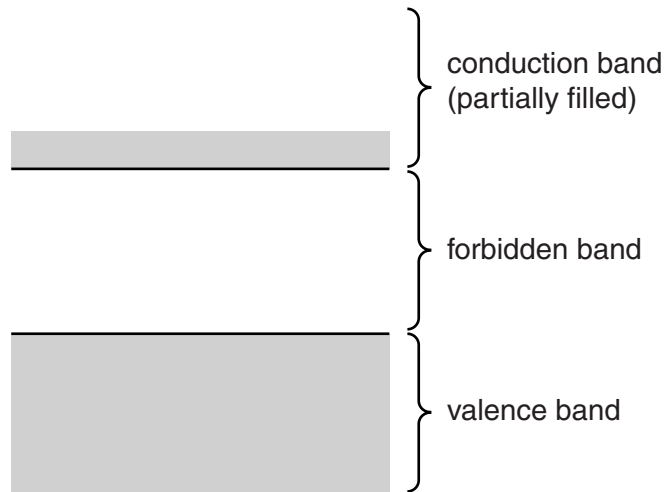 conduction band
(partially filled)
forbidden band
valence band